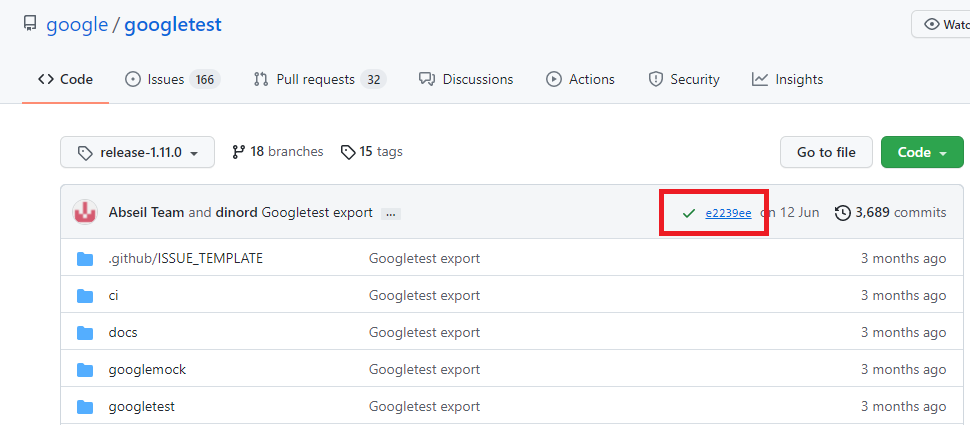 google / googletest
Watc
Code Issues 166 Pull requests 32 Discussions Actions Security Insights
release-1.11.0 18 branches 15 tags Go to file Code
Abseil Team and dinord Googletest export ... e2239ee on 12 Jun 3,689 commits
.github/ISSUE_TEMPLATE Googletest export 3 months ago
ci Googletest export 3 months ago
docs Googletest export 3 months ago
googlemock Googletest export 3 months ago
googletest Googletest export 3 months ago